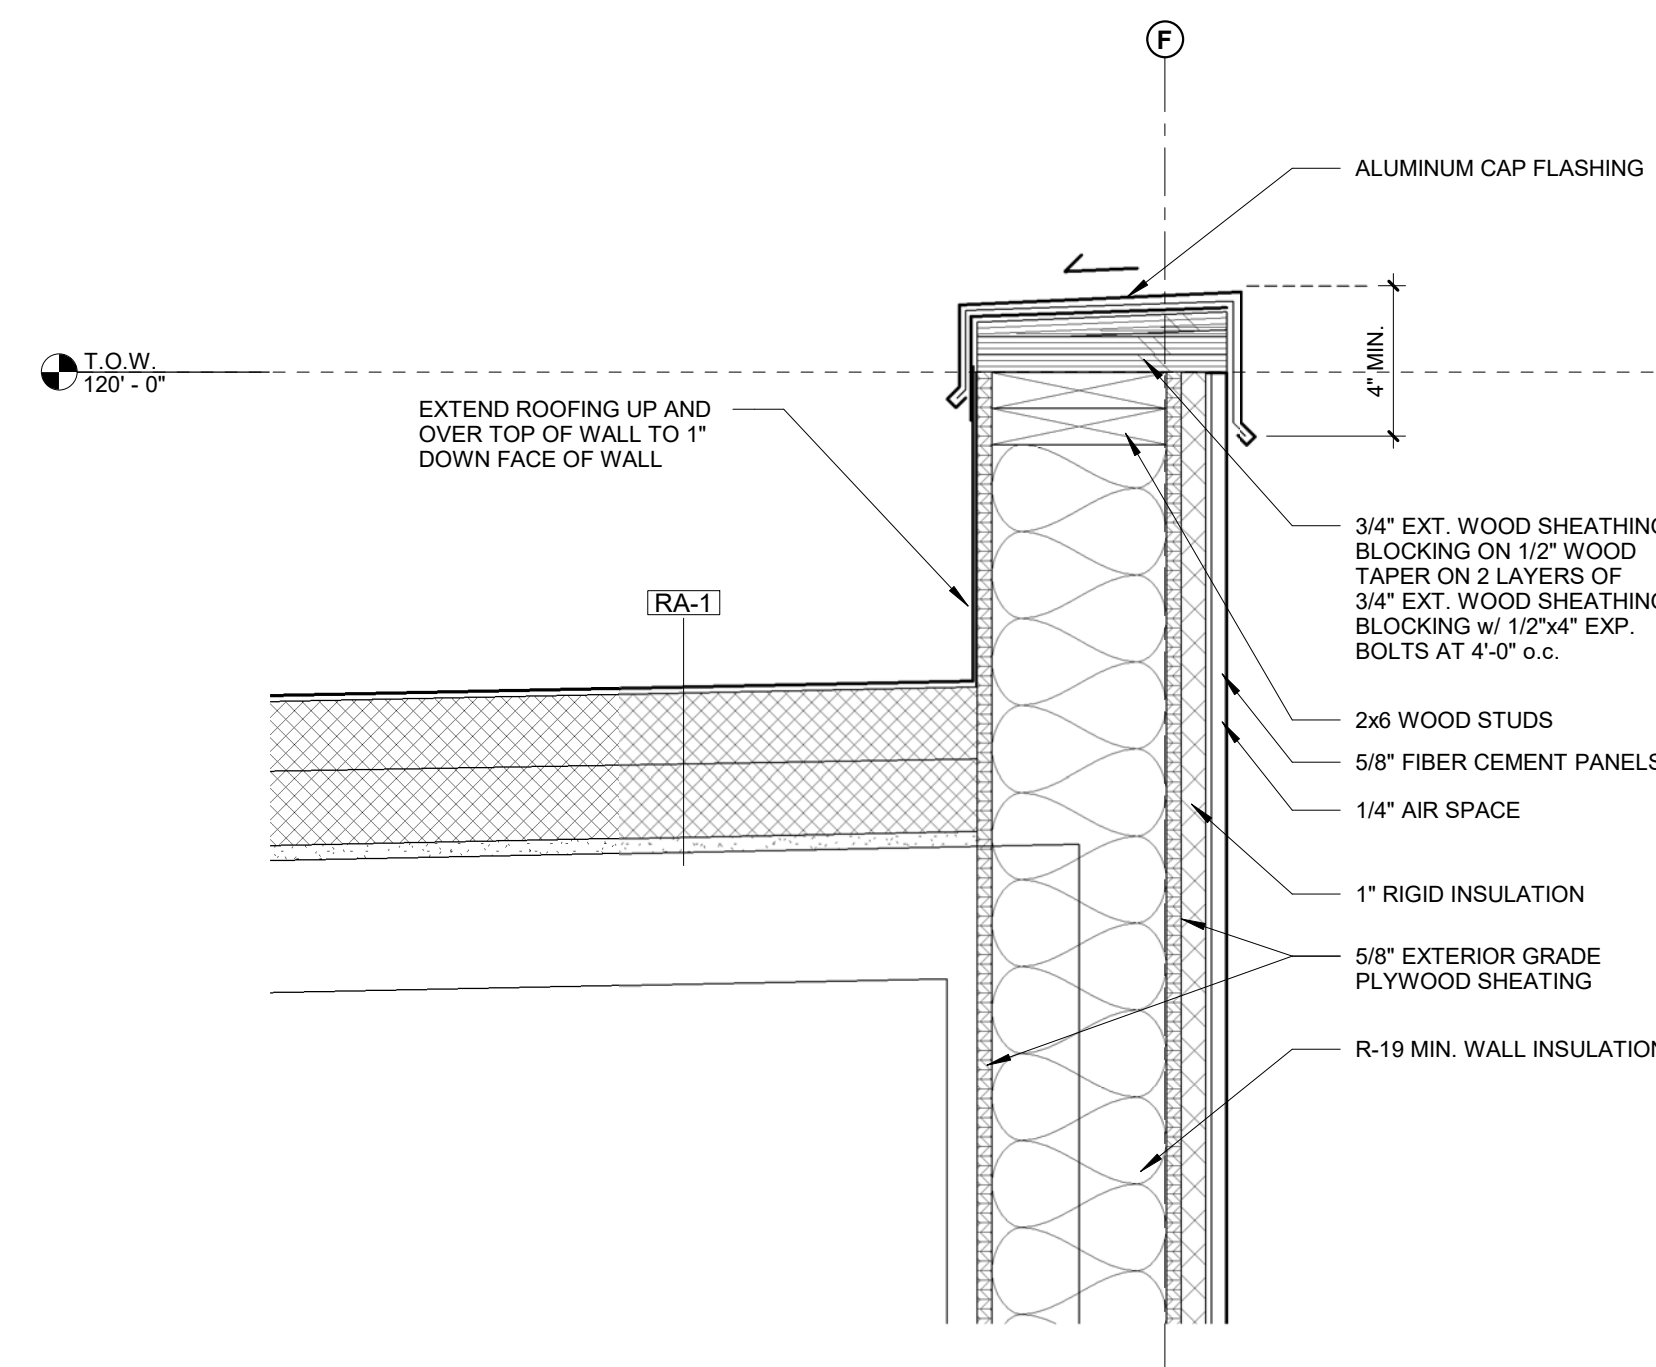 F
ALUMINUM CAP FLASHING
T.O.W.
120' - 0"
4" MIN.
EXTEND ROOFING UP AND
OVER TOP OF WALL TO 1"
DOWN FACE OF WALL
3/4" EXT. WOOD SHEATHING
BLOCKING ON 1/2" WOOD
TAPER ON 2 LAYERS OF
3/4" EXT. WOOD SHEATHING
BLOCKING w/ 1/2"x4" EXP.
BOLTS AT 4'-0" o.c.
RA-1
2x6 WOOD STUDS
5/8" FIBER CEMENT PANELS
1/4" AIR SPACE
1" RIGID INSULATION
5/8" EXTERIOR GRADE
PLYWOOD SHEATING
R-19 MIN. WALL INSULATION